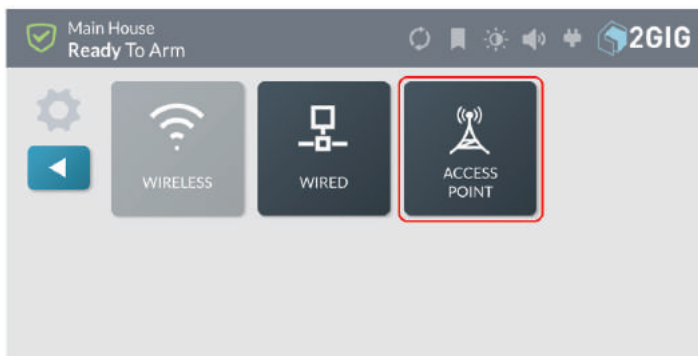 Main House
Ready To Arm
2GIG
WIRELESS
WIRED
ACCESS
POINT